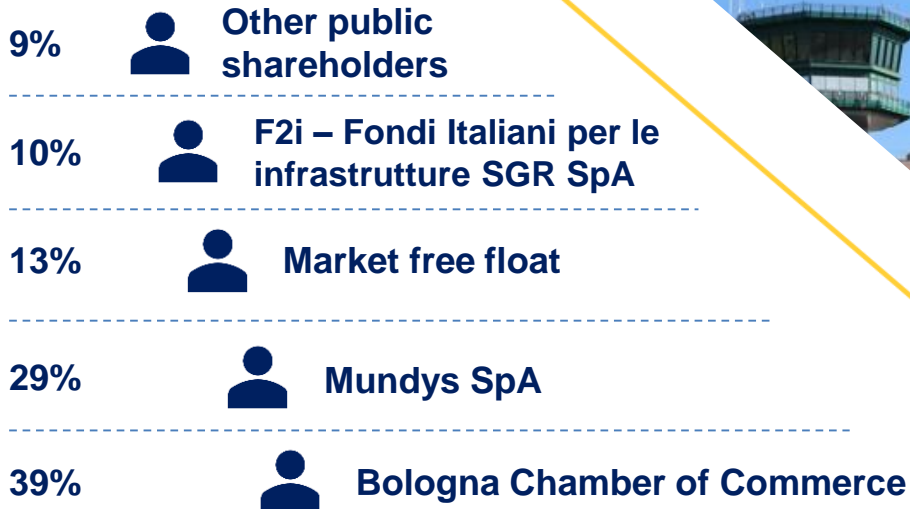 9%
Other public
shareholders
10%
F2i – Fondi Italiani per le
infrastrutture SGR SpA
13%
Market free float
29%
Mundys SpA
39%
Bologna Chamber of Commerce